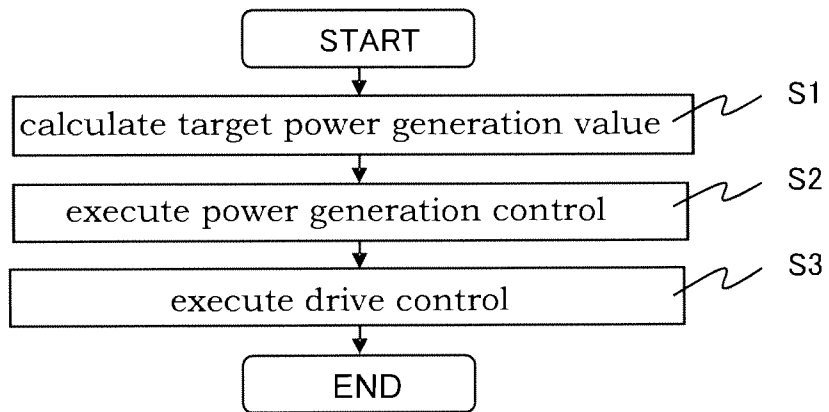 START
calculate target power generation value
S1
execute power generation control
S2
execute drive control
S3
END